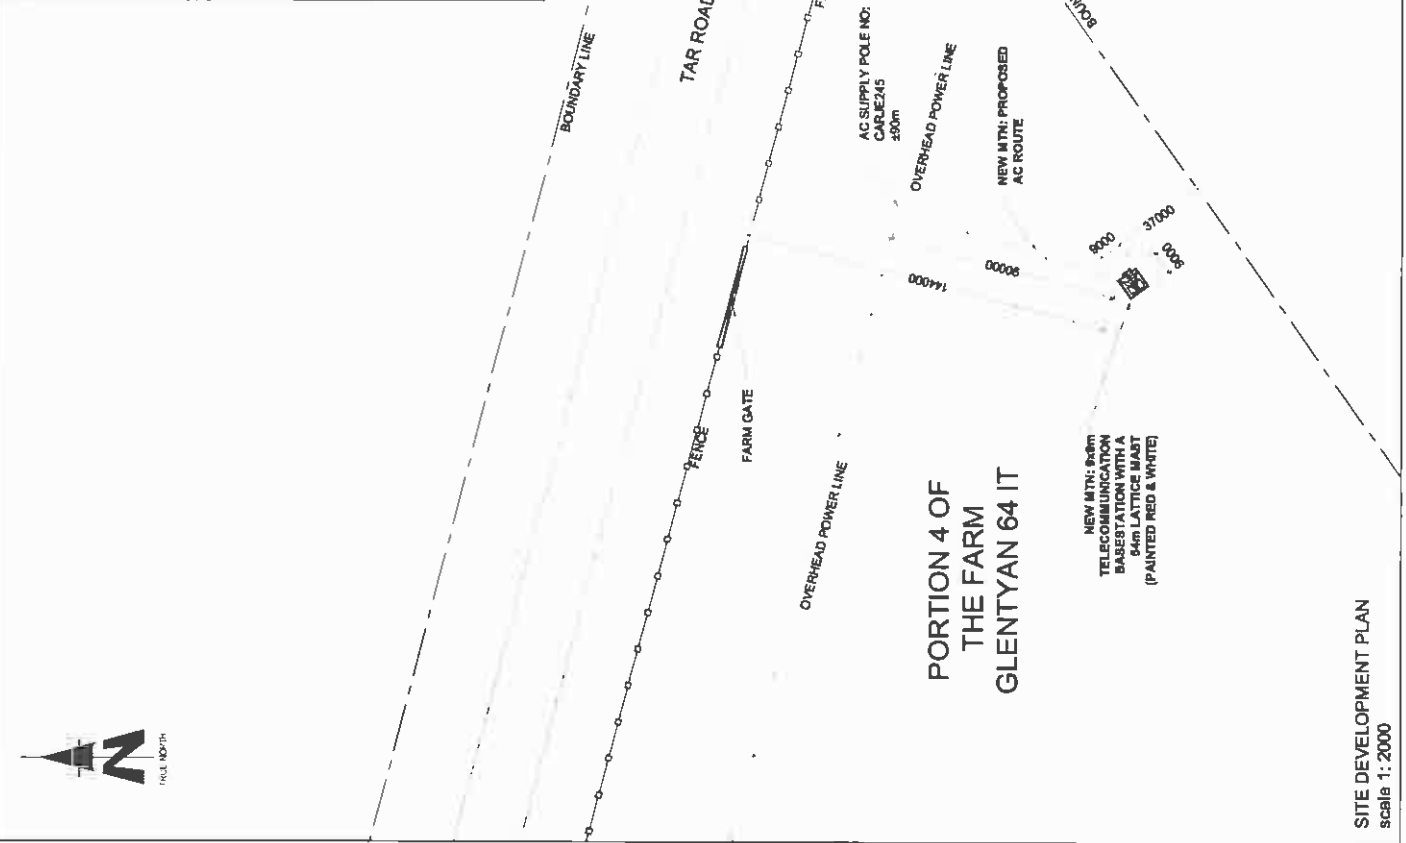 N
TRUE NORTH
BOUNDARY LINE
TAR ROAD
FENCE
FARM GATE
OVERHEAD POWER LINE
AC SUPPLY POLE NO:
CARJE245
±90m
OVERHEAD POWER LINE
NEW MTN: PROPOSED
AC ROUTE
144000
90000
9000
37000
9000
PORTION 4 OF
THE FARM
GLENTYAN 64 IT
NEW MTN: 9x9m
TELECOMMUNICATION
BASESTATION WITH A
54m LATTICE MAST
(PAINTED RED & WHITE)
SITE DEVELOPMENT PLAN
scale 1: 2000